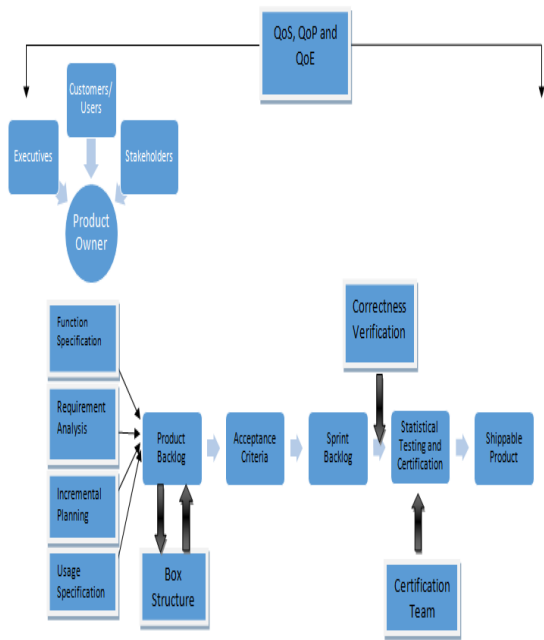 QoS, QoP and
QoE
Customers/
Users
Executives
Stakeholders
Product
Owner
Correctness
Verification
Function
Specification
Requirement
Analysis
Product
Backlog
Acceptance
Criteria
Sprint
Backlog
Statistical
Testing and
Certification
Shippable
Product
Incremental
Planning
Usage
Specification
Box
Structure
Certification
Team